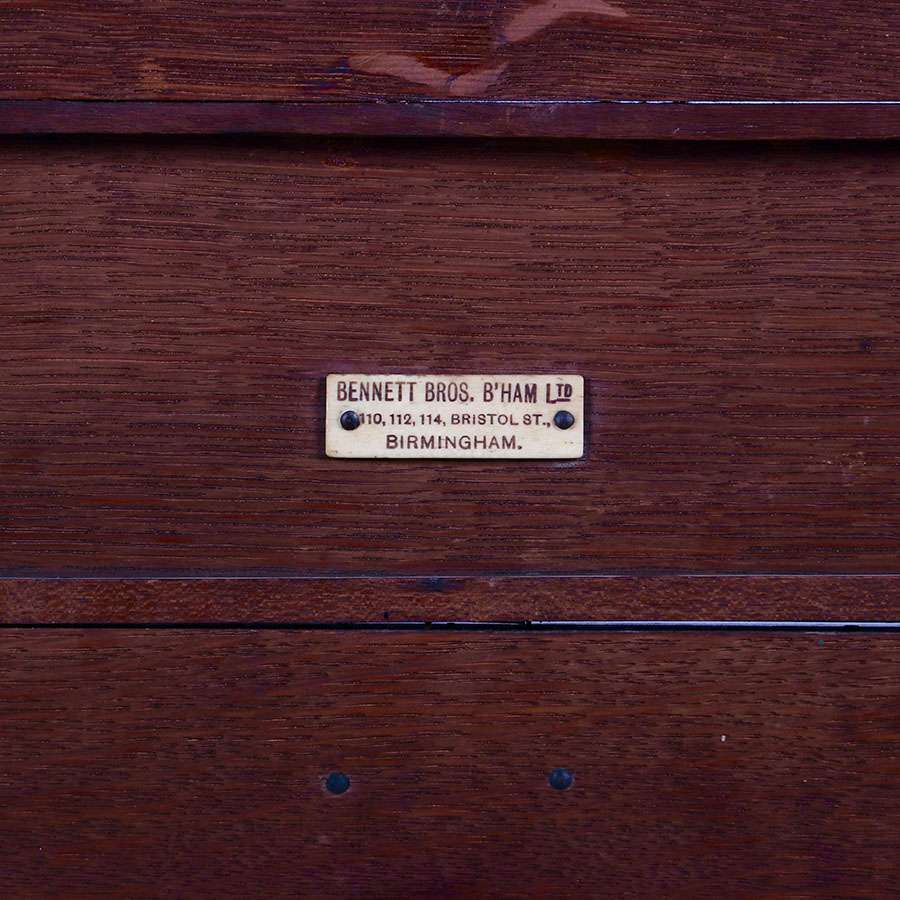 BENNETT BROS. B'HAM LTD
110, 112, 114, BRISTOL ST.,
BIRMINGHAM.